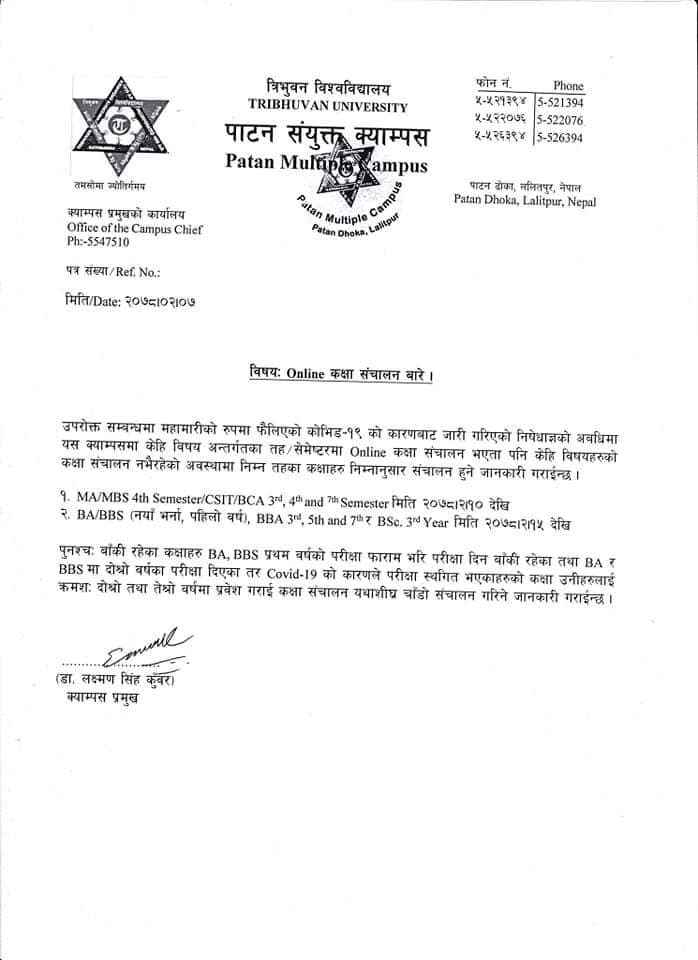 त्रिभुवन विश्वविद्यालय
TRIBHUVAN UNIVERSITY
पाटन संयुक्त क्याम्पस
Patan Multiple Campus
Patan Multiple Campus
Patan Dhoka, Lalitpur
त्रिभुवन विश्वविद्यालय
तमसोमा ज्योतिर्गमय
फोन नं. Phone
५-५२१३९४ 5-521394
५-५२२०७६ 5-522076
५-५२६३९४ 5-526394
पाटन ढोका, ललितपुर, नेपाल
Patan Dhoka, Lalitpur, Nepal
क्याम्पस प्रमुखको कार्यालय
Office of the Campus Chief
Ph:-5547510
पत्र संख्या/Ref. No.:
मिति/Date: २०७८।०२।०७
विषयः Online कक्षा संचालन बारे ।
उपरोक्त सम्बन्धमा महामारीको रुपमा फैलिएको कोभिड-१९ को कारणबाट जारी गरिएको निषेधाज्ञको अवधिमा
यस क्याम्पसमा केहि विषय अन्तर्गतका तह/सेमेष्टरमा Online कक्षा संचालन भएता पनि केहि विषयहरुको
कक्षा संचालन नभैरहेको अवस्थामा निम्न तहका कक्षाहरु निम्नानुसार संचालन हुने जानकारी गराईन्छ ।
१. MA/MBS 4th Semester/CSIT/BCA 3rd, 4th and 7th Semester मिति २०७८।२।१० देखि
२. BA/BBS (नयाँ भर्ना, पहिलो वर्ष), BBA 3rd, 5th and 7th र BSc. 3rd Year मिति २०७८।२।१५ देखि
पुनश्चः बाँकी रहेका कक्षाहरु BA, BBS प्रथम वर्षको परीक्षा फाराम भरि परीक्षा दिन बाँकी रहेका तथा BA र
BBS मा दोश्रो वर्षका परीक्षा दिएका तर Covid-19 को कारणले परीक्षा स्थगित भएकाहरुको कक्षा उनीहरुलाई
क्रमशः दोश्रो तथा तेश्रो वर्षमा प्रवेश गराई कक्षा संचालन यथाशीघ्र चाँडो संचालन गरिने जानकारी गराईन्छ ।
(डा. लक्ष्मण सिंह कुँवर)
क्याम्पस प्रमुख